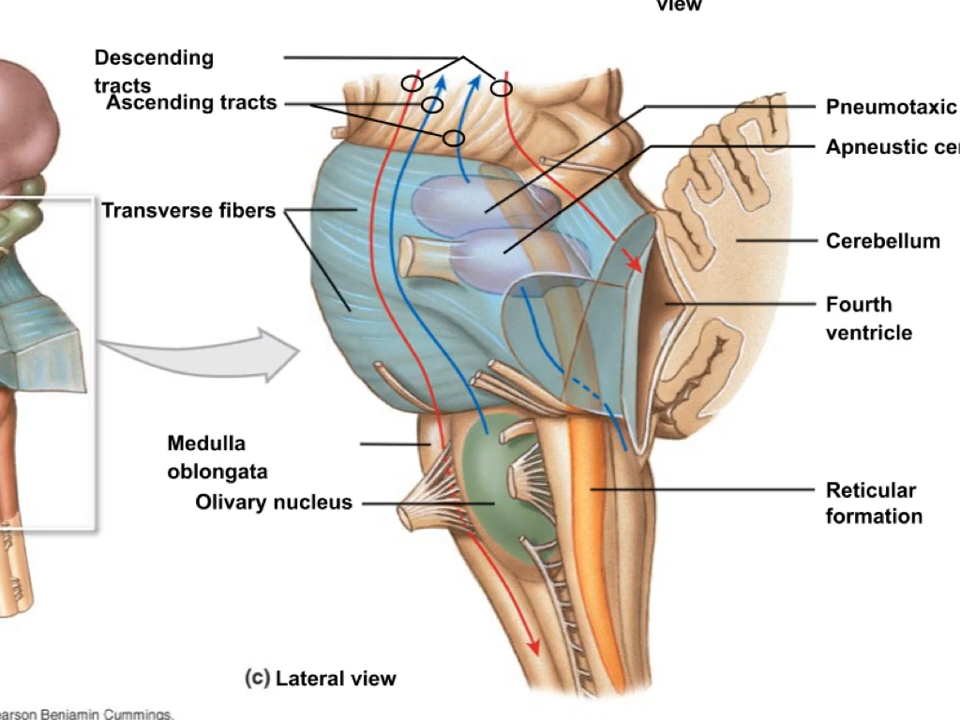 view
Descending
tracts
Ascending tracts
Pneumotaxic
Apneustic
Transverse fibers
Cerebellum
Fourth
ventricle
Medulla
oblongata
Olivary nucleus
Reticular
formation
(c) Lateral view
earson Benjamin Cummings.